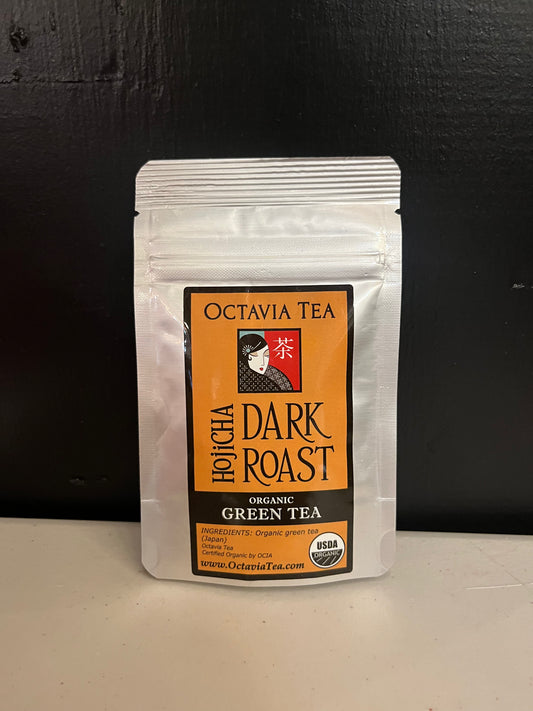 OCTAVIA TEA
茶
HOJiCHA
DARK
ROAST
ORGANIC
GREEN TEA
INGREDIENTS: Organic green tea
(Japan)
Octavia Tea
Certified Organic by OCIA
www.OctaviaTea.com
USDA
ORGANIC